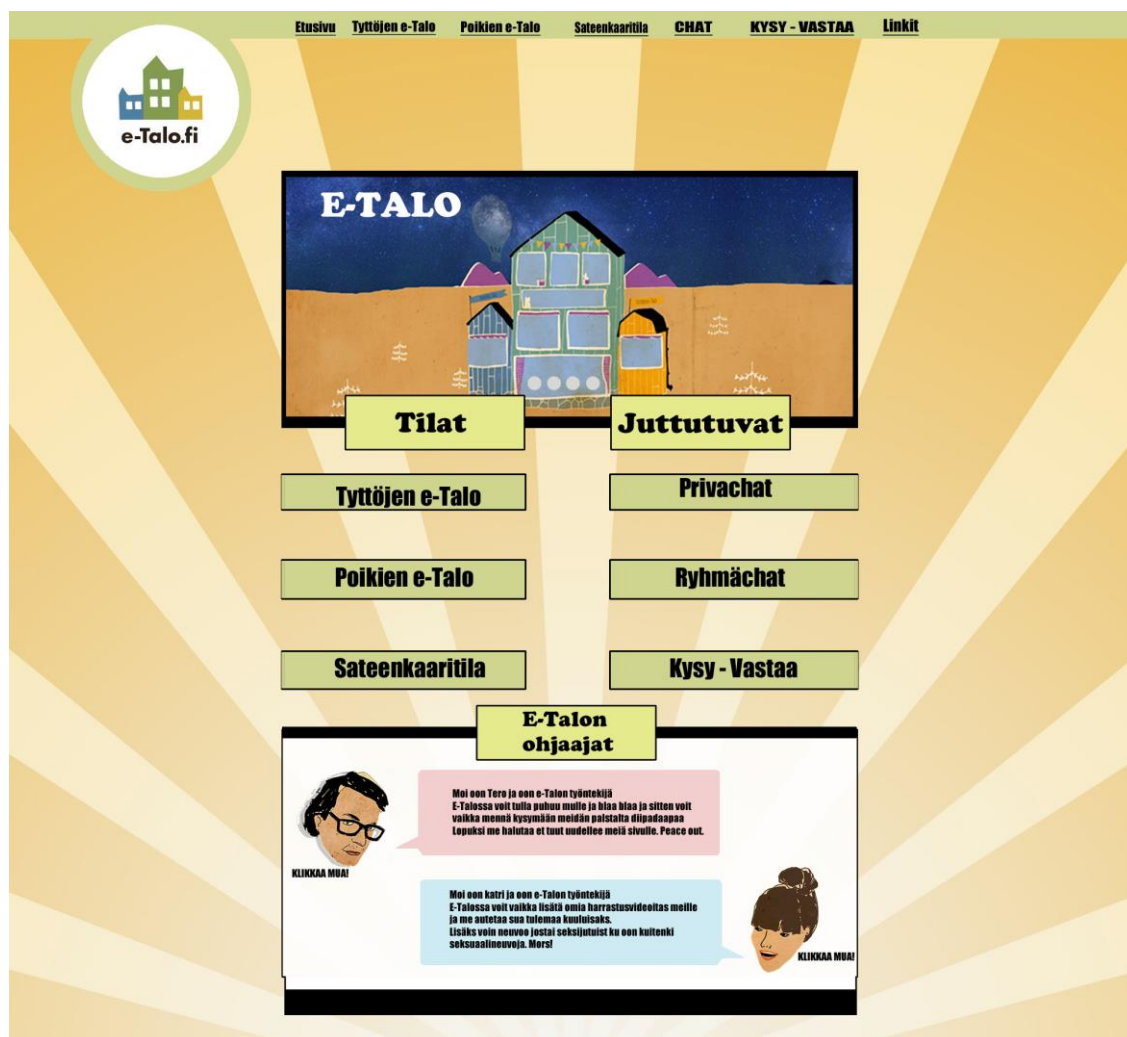 Etusivu Tyttöjen e-Talo Poikien e-Talo Sateenkaaritila CHAT KYSY - VASTAA Linkit
e-Talo.fi
E-TALO
Tilat
Juttutuvat
Tyttöjen e-Talo
Privachat
Poikien e-Talo
Ryhmächat
Sateenkaaritila
Kysy - Vastaa
E-Talon
ohjaajat
Moi oon Tero ja oon e-Talon työntekijä
E-Talossa voit tulla puhuu mulle ja blaa blaa ja sitten voit
vaikka mennä kysymään meidän palstalta diipadaapaa
Lopuksi me halutaa et tuut uudellee meiä sivulle. Peace out.
KLIKKAA MUA!
Moi oon katri ja oon e-Talon työntekijä
E-Talossa voit vaikka lisätä omia harrastusvideoitas meille
ja me autetaa sua tulemaa kuuluisaks.
Lisäks voin neuvoo jostai seksijutuist ku oon kuitenki
seksuaalineuvoja. Mors!
KLIKKAA MUA!